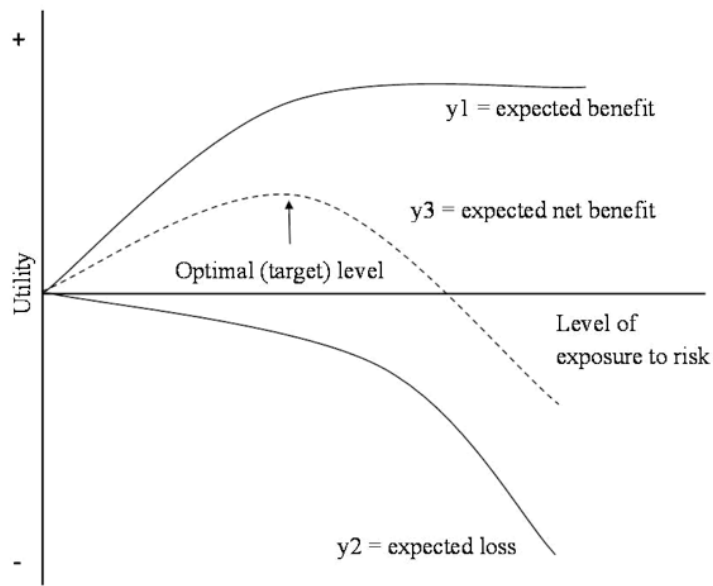 +
y1 = expected benefit
y3 = expected net benefit
Optimal (target) level
Utility
Level of
exposure to risk
y2 = expected loss
-